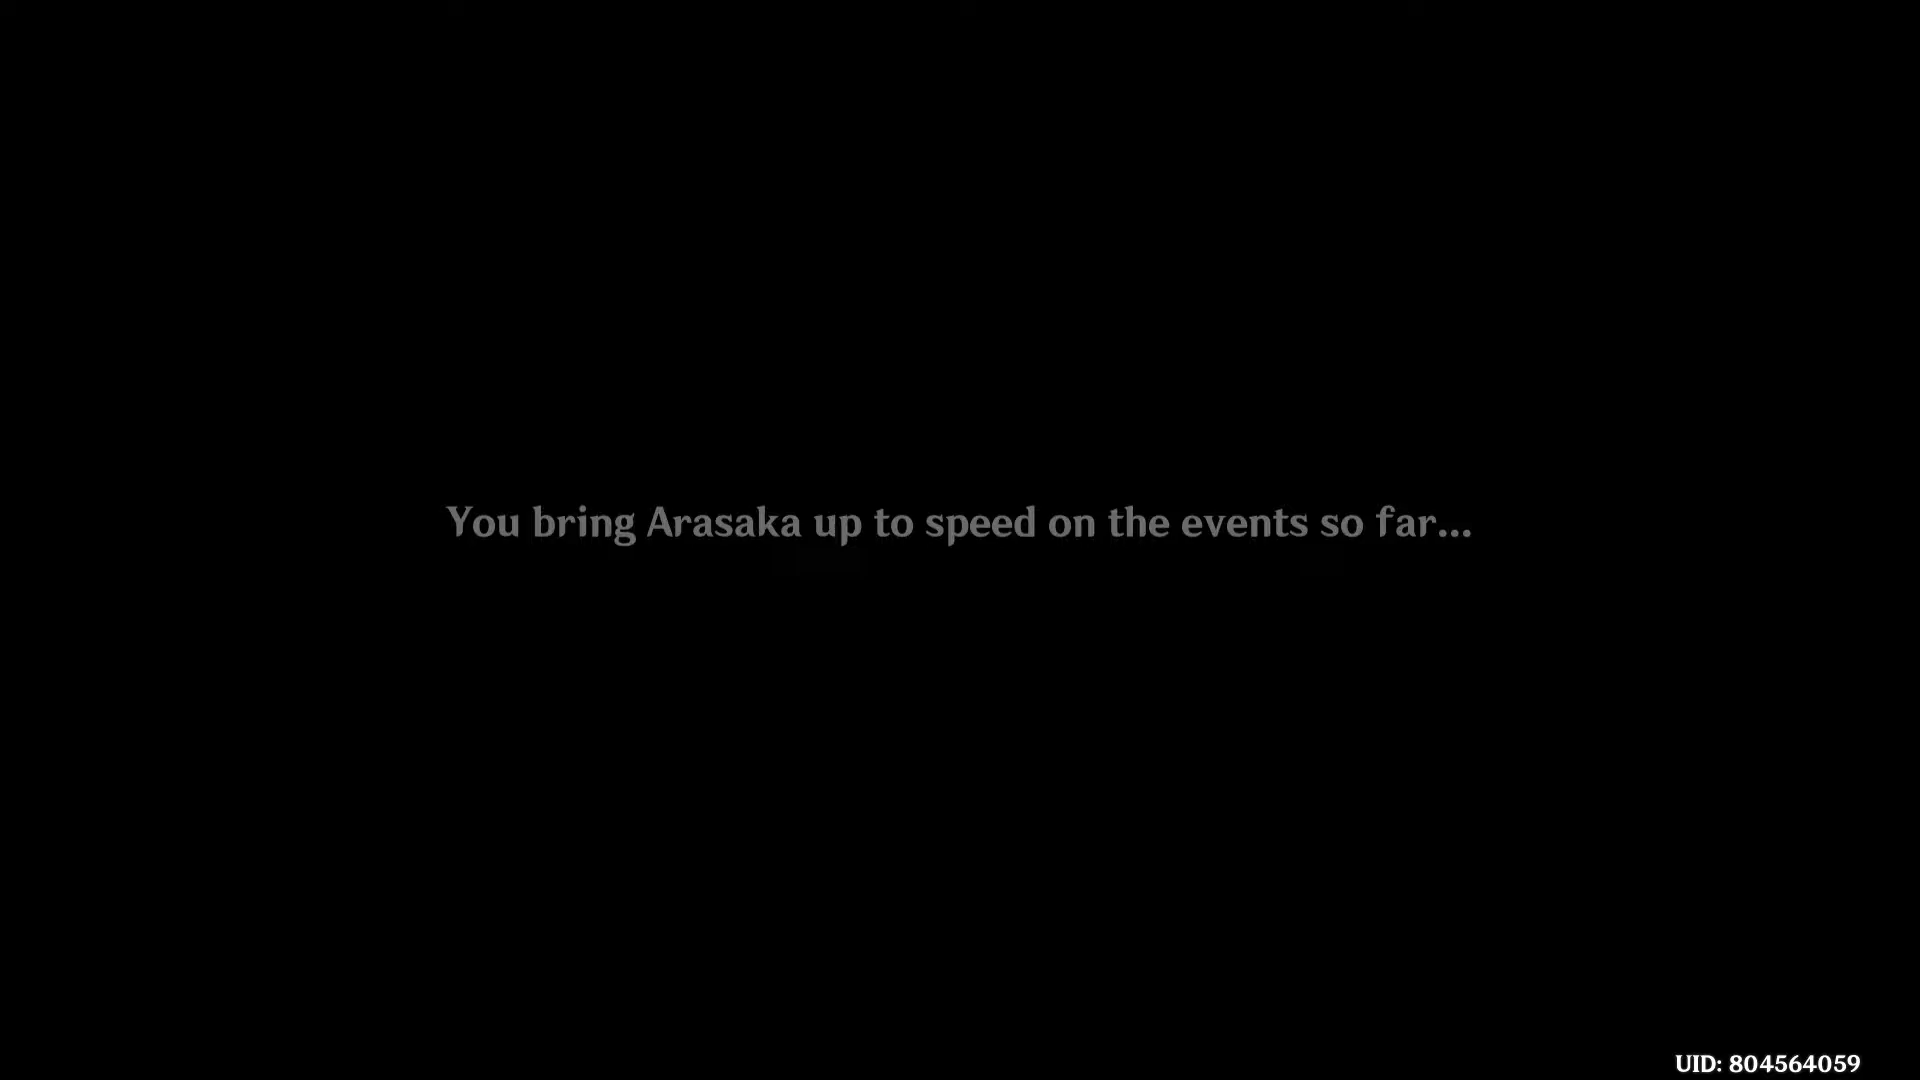 You bring Arasaka up to speed on the events so far...
UID: 804564059